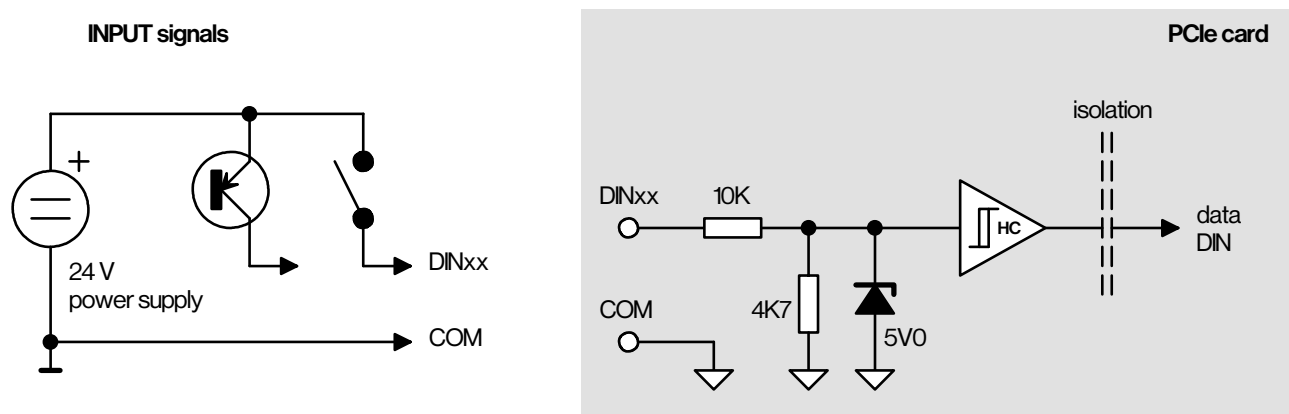 INPUT signals
+
24 V
power supply
DINxx
COM
PCIe card
isolation
DINxx
10K
HC
data
DIN
COM
4K7
5V0